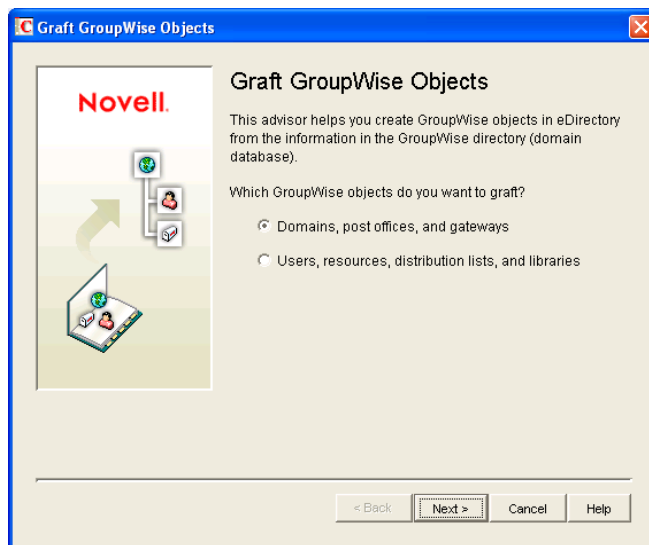 Graft GroupWise Objects
Novell.
Graft GroupWise Objects
This advisor helps you create GroupWise objects in eDirectory
from the information in the GroupWise directory (domain
database).
Which GroupWise objects do you want to graft?
Domains, post offices, and gateways
Users, resources, distribution lists, and libraries
< Back
Next >
Cancel
Help